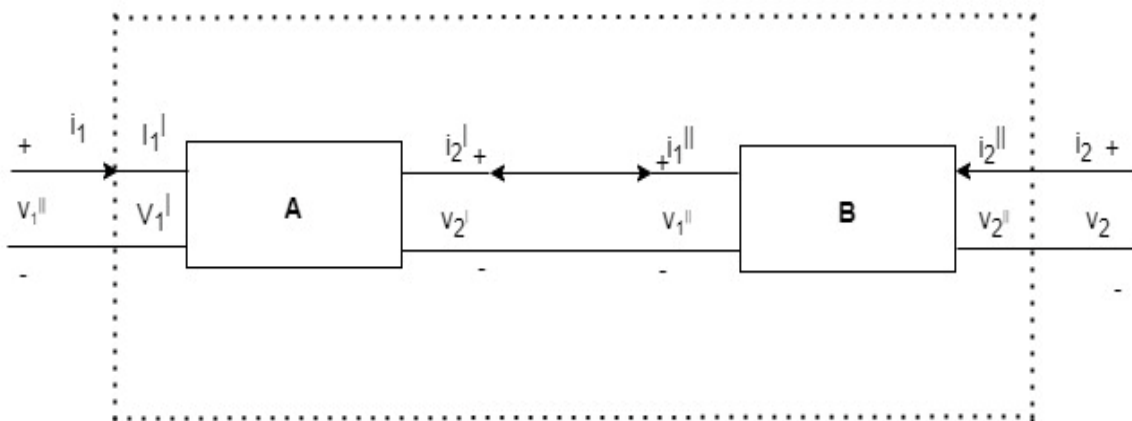 + i₁ I₁ᴵ i₂ᴵ + + i₁ᴵᴵ i₂ᴵᴵ i₂ +
v₁ᴵᴵ V₁ᴵ A v₂ᴵ v₁ᴵᴵ B v₂ᴵᴵ v₂
- - - -